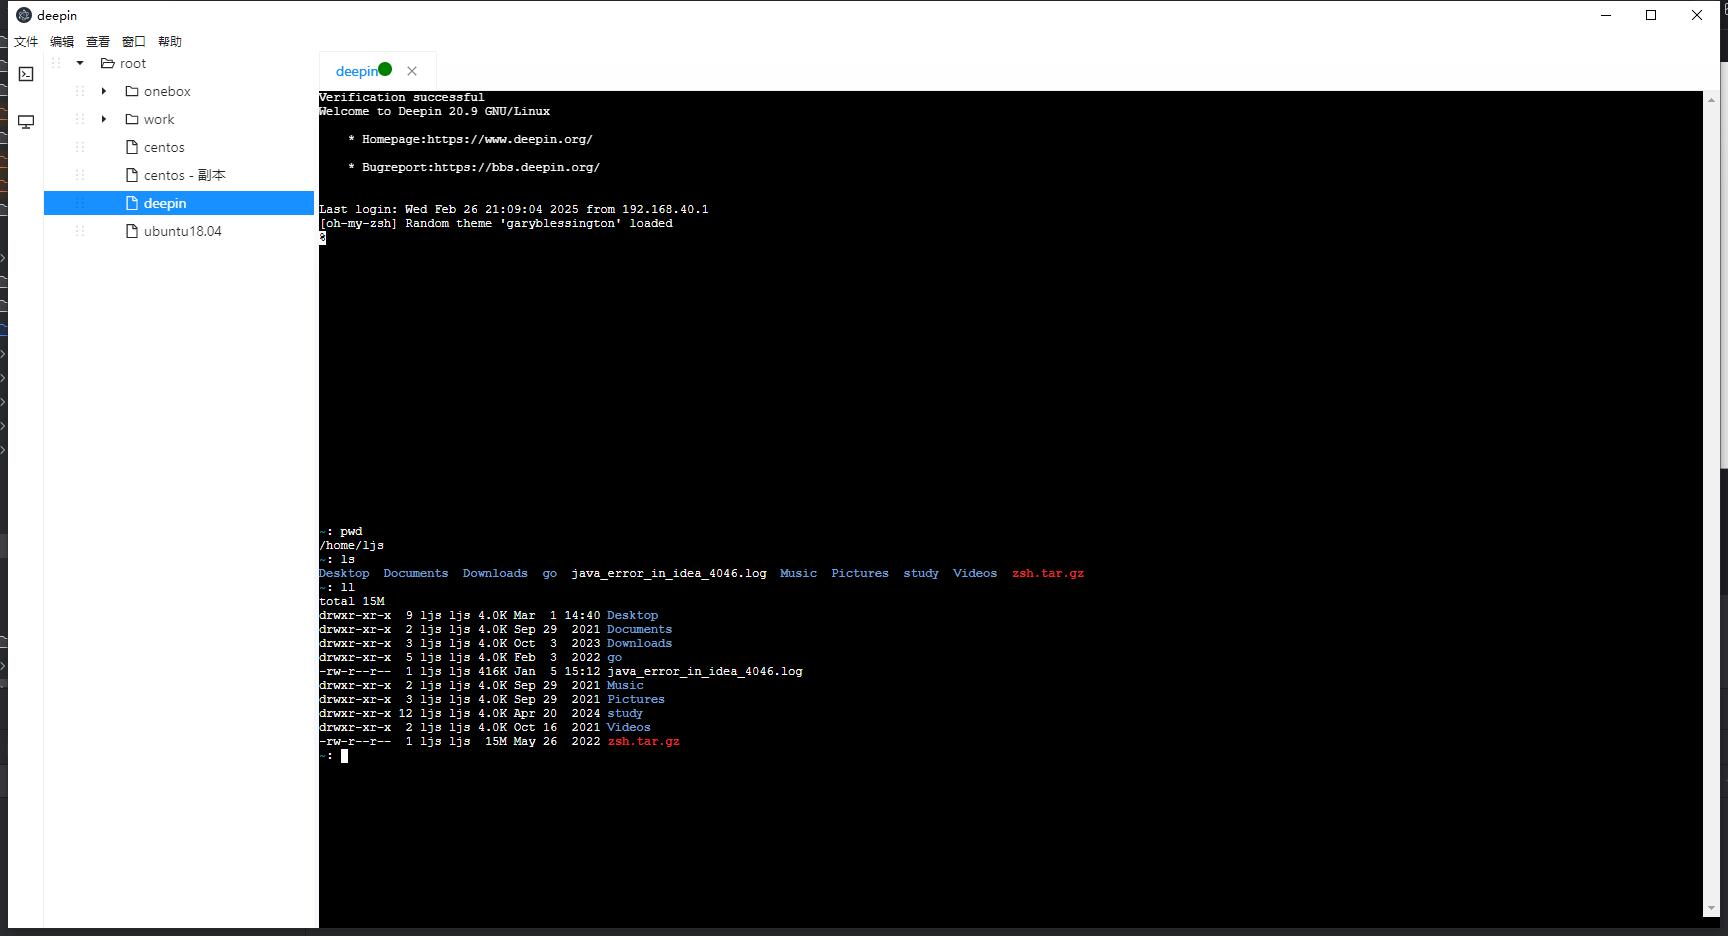 deepin
文件 编辑 查看 窗口 帮助
root
onebox
work
centos
centos - 副本
deepin
ubuntu18.04
deepin
Verification successful
Welcome to Deepin 20.9 GNU/Linux
* Homepage:https://www.deepin.org/
* Bugreport:https://bbs.deepin.org/
Last login: Wed Feb 26 21:09:04 2025 from 192.168.40.1
[oh-my-zsh] Random theme 'garyblessington' loaded
%
~: pwd
/home/ljs
~: ls
Desktop Documents Downloads go java_error_in_idea_4046.log Music Pictures study Videos zsh.tar.gz
~: ll
total 15M
drwxr-xr-x 9 ljs ljs 4.0K Mar 1 14:40 Desktop
drwxr-xr-x 2 ljs ljs 4.0K Sep 29 2021 Documents
drwxr-xr-x 3 ljs ljs 4.0K Oct 3 2023 Downloads
drwxr-xr-x 5 ljs ljs 4.0K Feb 3 2022 go
-rw-r--r-- 1 ljs ljs 416K Jan 5 15:12 java_error_in_idea_4046.log
drwxr-xr-x 2 ljs ljs 4.0K Sep 29 2021 Music
drwxr-xr-x 3 ljs ljs 4.0K Sep 29 2021 Pictures
drwxr-xr-x 12 ljs ljs 4.0K Apr 20 2024 study
drwxr-xr-x 2 ljs ljs 4.0K Oct 16 2021 Videos
-rw-r--r-- 1 ljs ljs 15M May 26 2022 zsh.tar.gz
~: